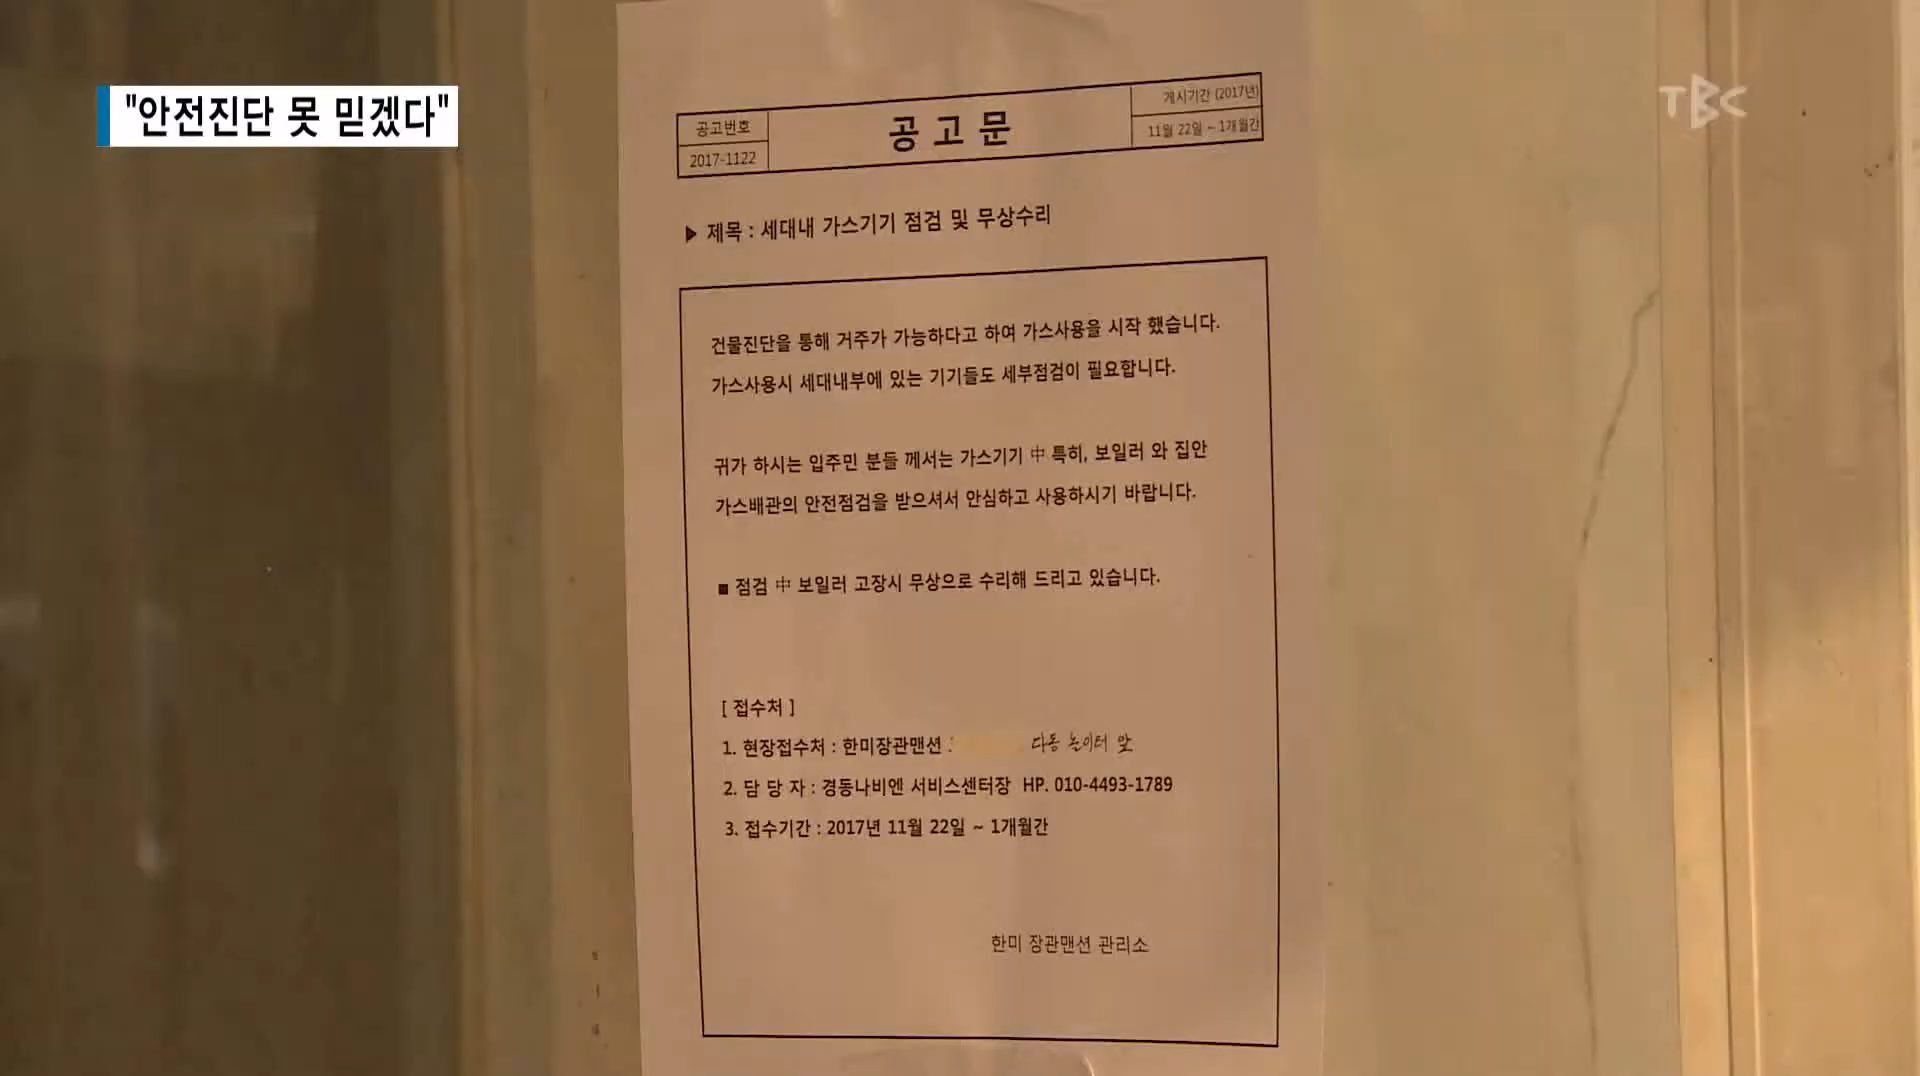 "안전진단 못 믿겠다"
TBC
공고번호
2017-1122
공 고 문
게시기간 (2017년)
11월 22일 ~ 1개월간
▶ 제목 : 세대내 가스기기 점검 및 무상수리
건물진단을 통해 거주가 가능하다고 하여 가스사용을 시작 했습니다.
가스사용시 세대내부에 있는 기기들도 세부점검이 필요합니다.
귀가 하시는 입주민 분들 께서는 가스기기 中 특히, 보일러 와 집안
가스배관의 안전점검을 받으셔서 안심하고 사용하시기 바랍니다.
■ 점검 中 보일러 고장시 무상으로 수리해 드리고 있습니다.
[ 접수처 ]
1. 현장접수처 : 한미장관맨션 다동 놀이터 앞
2. 담 당 자 : 경동나비엔 서비스센터장 HP. 010-4493-1789
3. 접수기간 : 2017년 11월 22일 ~ 1개월간
한미 장관맨션 관리소